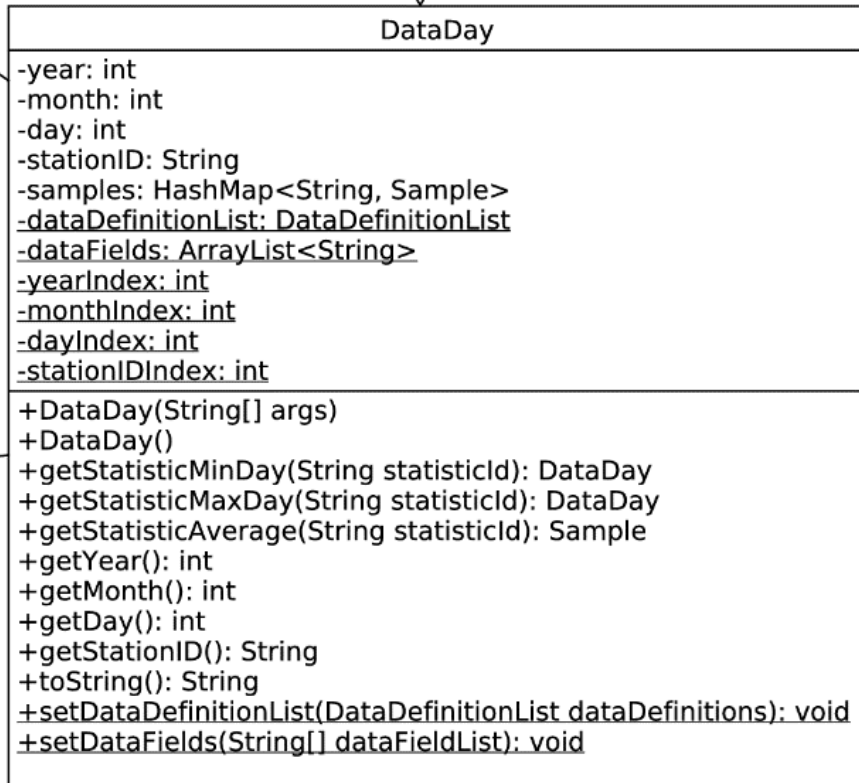 DataDay
-year: int
-month: int
-day: int
-stationID: String
-samples: HashMap<String, Sample>
-dataDefinitionList: DataDefinitionList
-dataFields: ArrayList<String>
-yearIndex: int
-monthIndex: int
-dayIndex: int
-stationIDIndex: int
+DataDay(String[] args)
+DataDay()
+getStatisticMinDay(String statisticId): DataDay
+getStatisticMaxDay(String statisticId): DataDay
+getStatisticAverage(String statisticId): Sample
+getYear(): int
+getMonth(): int
+getDay(): int
+getStationID(): String
+toString(): String
+setDataDefinitionList(DataDefinitionList dataDefinitions): void
+setDataFields(String[] dataFieldList): void